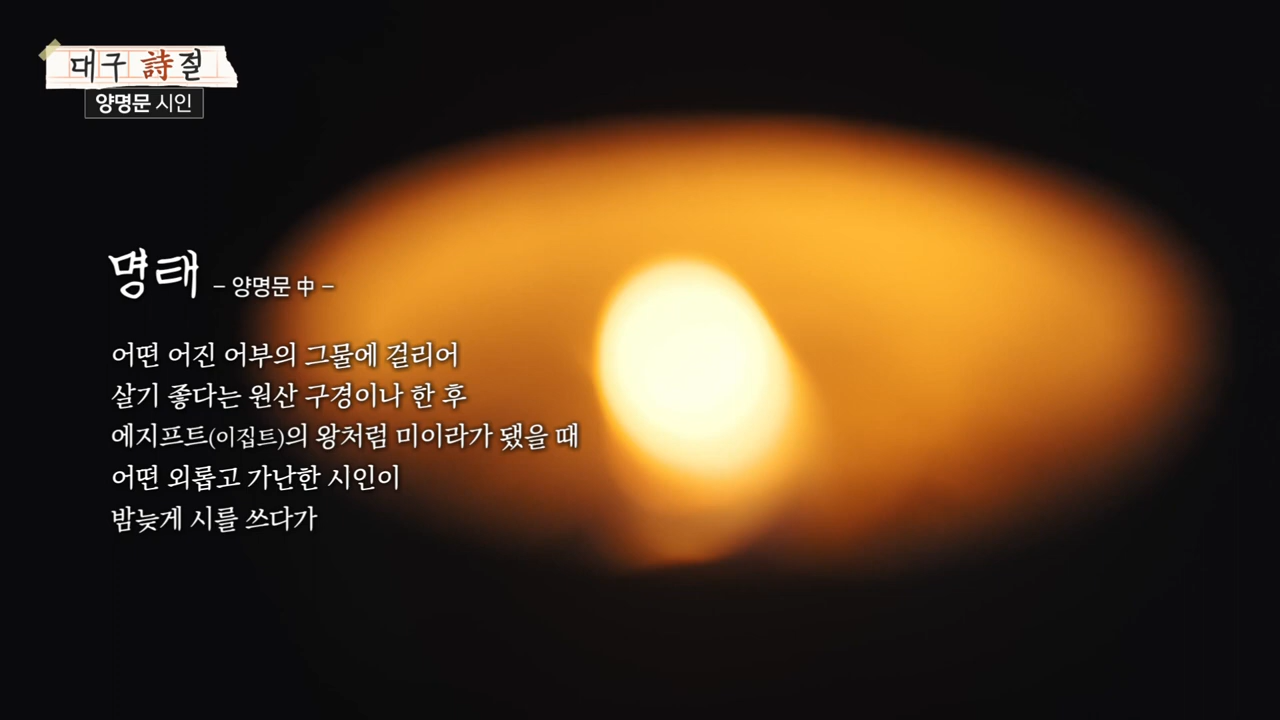 대구 詩절
양명문 시인
명태 – 양명문 中 –
어떤 어진 어부의 그물에 걸리어
살기 좋다는 원산 구경이나 한 후
에지프트(이집트)의 왕처럼 미이라가 됐을 때
어떤 외롭고 가난한 시인이
밤늦게 시를 쓰다가